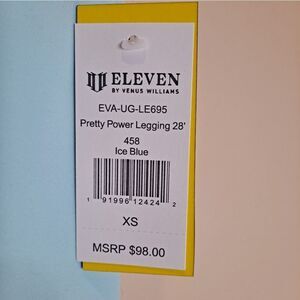 ELEVEN
BY VENUS WILLIAMS
EVA-UG-LE695
Pretty Power Legging 28'
458
Ice Blue
1 91996 12424 2
XS
MSRP $98.00